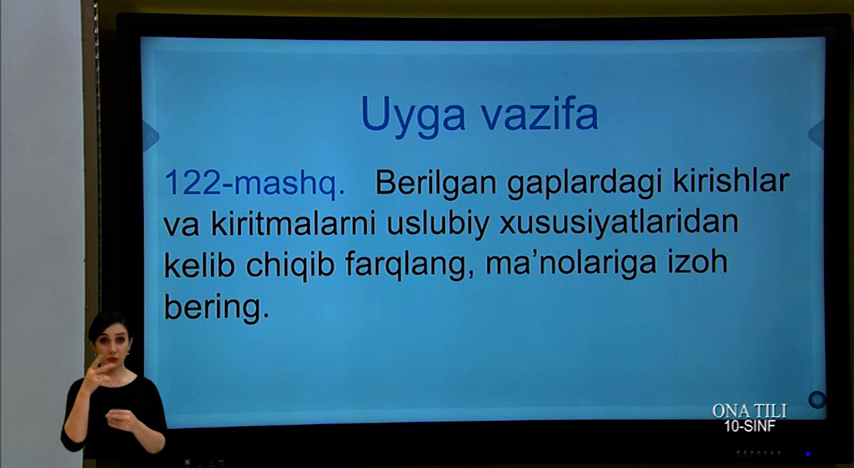 Uyga vazifa
122-mashq. Berilgan gaplardagi kirishlar
va kiritmalarni uslubiy xususiyatlaridan
kelib chiqib farqlang, ma’nolariga izoh
bering.
ONA TILI
10-SINF